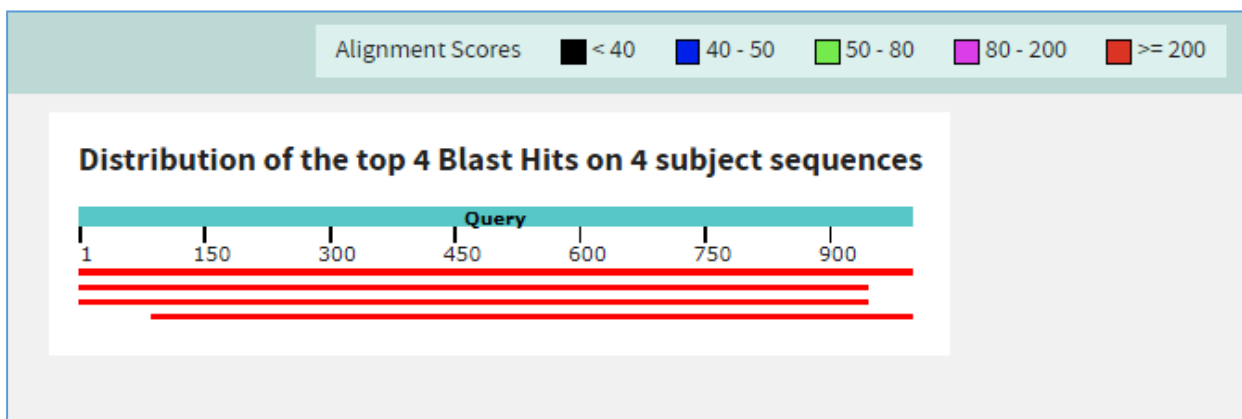 Alignment Scores < 40 40 - 50 50 - 80 80 - 200 >= 200
Distribution of the top 4 Blast Hits on 4 subject sequences
Query
1 150 300 450 600 750 900